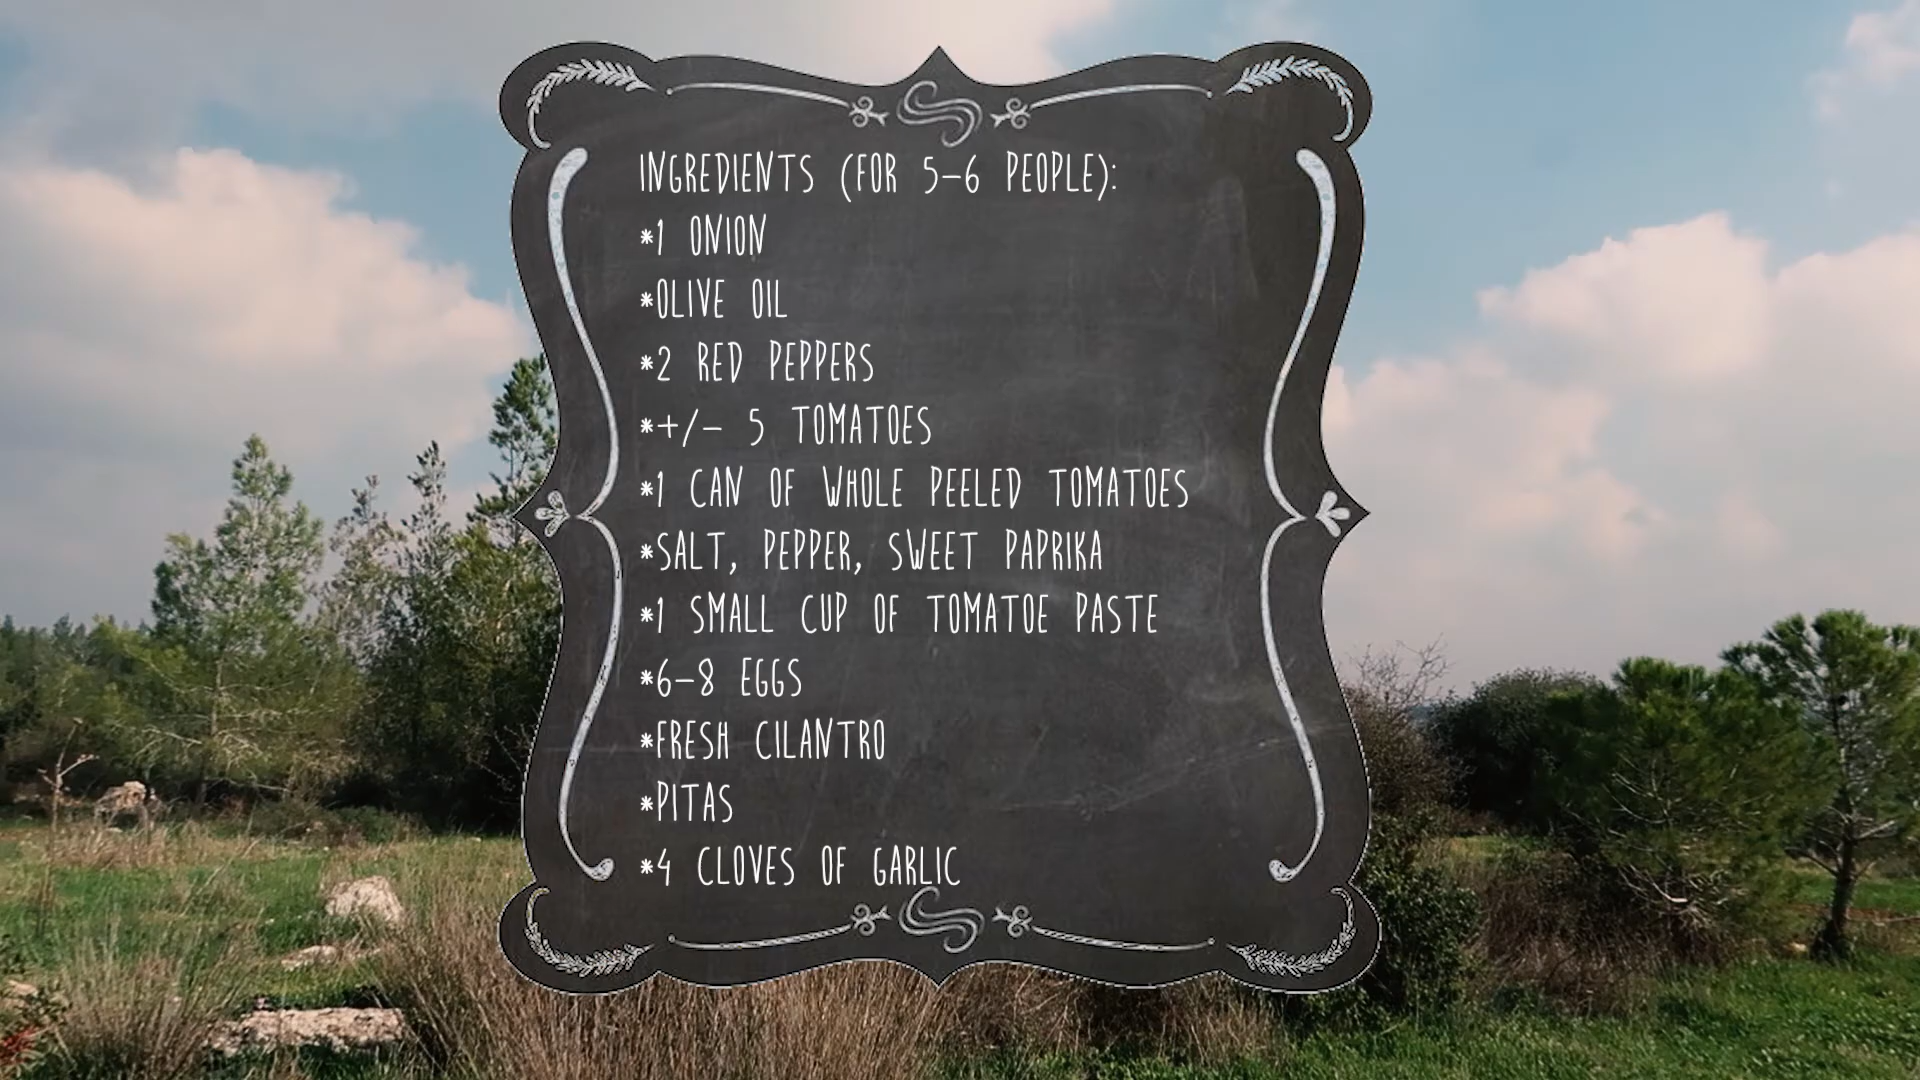 INGREDIENTS (FOR 5-6 PEOPLE):
*1 ONION
*OLIVE OIL
*2 RED PEPPERS
*+/- 5 TOMATOES
*1 CAN OF WHOLE PEELED TOMATOES
*SALT, PEPPER, SWEET PAPRIKA
*1 SMALL CUP OF TOMATOE PASTE
*6-8 EGGS
*FRESH CILANTRO
*PITAS
*4 CLOVES OF GARLIC